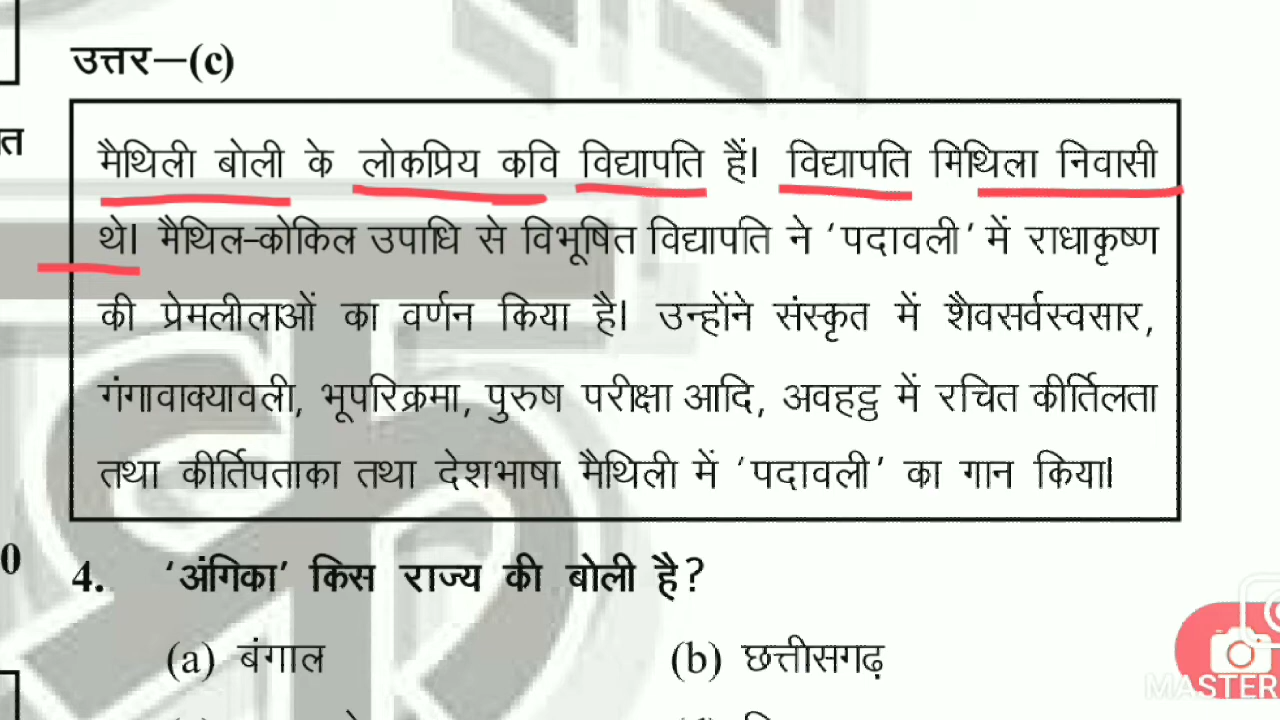 उत्तर—(c)
मैथिली बोली के लोकप्रिय कवि विद्यापति हैं। विद्यापति मिथिला निवासी
थे। मैथिल-कोकिल उपाधि से विभूषित विद्यापति ने ‘पदावली’ में राधाकृष्ण
की प्रेमलीलाओं का वर्णन किया है। उन्होंने संस्कृत में शैवसर्वस्वसार,
गंगावाक्यावली, भूपरिक्रमा, पुरुष परीक्षा आदि, अवहट्ठ में रचित कीर्तिलता
तथा कीर्तिपताका तथा देशभाषा मैथिली में ‘पदावली’ का गान किया।
4. ‘अंगिका’ किस राज्य की बोली है?
(a) बंगाल (b) छत्तीसगढ़
MASTER